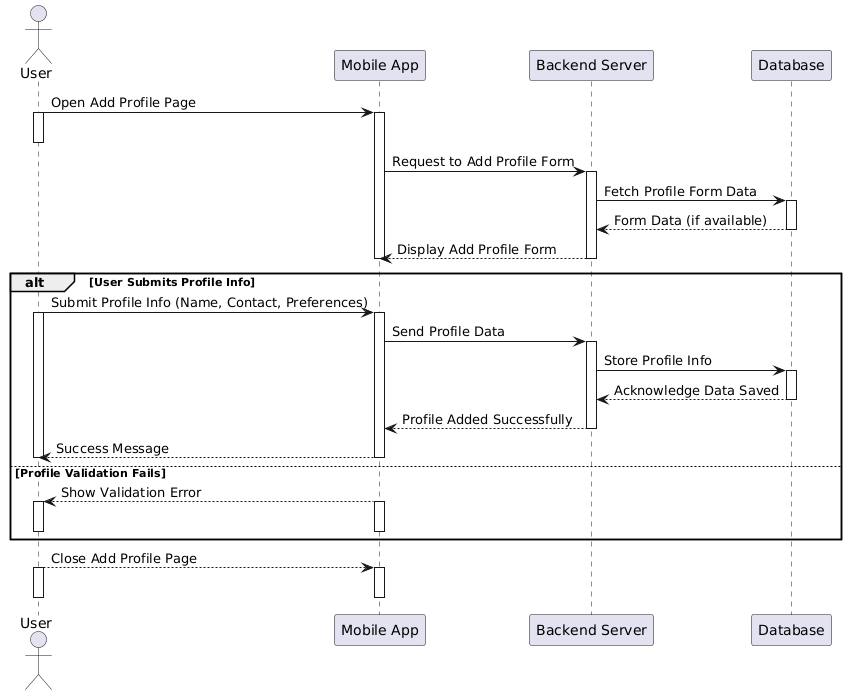 User
Mobile App
Backend Server
Database
Open Add Profile Page
Request to Add Profile Form
Fetch Profile Form Data
Form Data (if available)
Display Add Profile Form
alt [User Submits Profile Info]
Submit Profile Info (Name, Contact, Preferences)
Send Profile Data
Store Profile Info
Acknowledge Data Saved
Profile Added Successfully
Success Message
[Profile Validation Fails]
Show Validation Error
Close Add Profile Page
User
Mobile App
Backend Server
Database